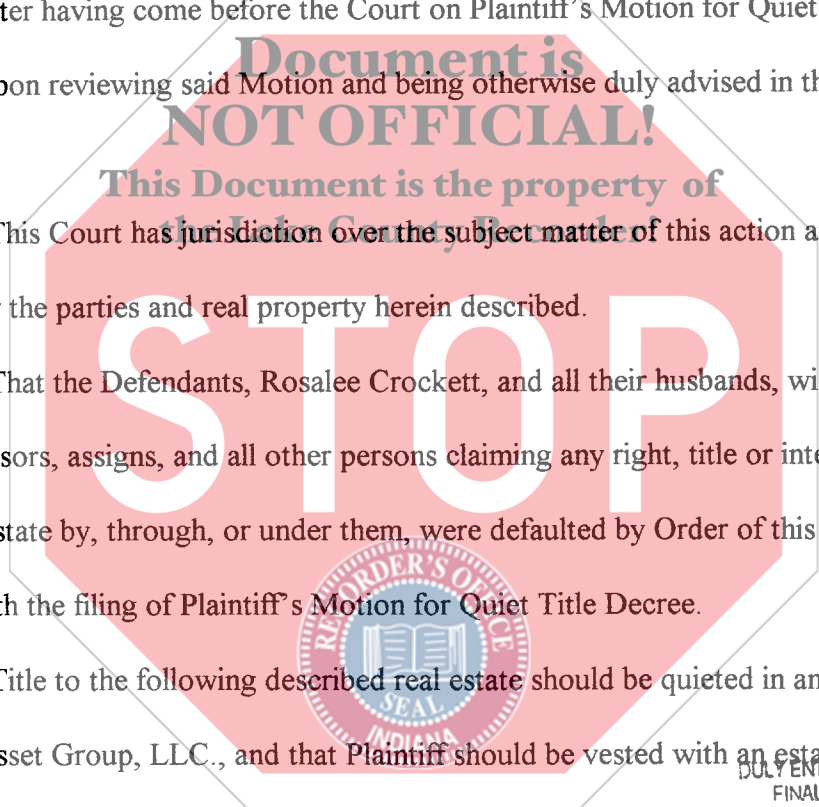 ter having come before the Court on Plaintiff's Motion for Quiet
Document is
oon reviewing said Motion and being otherwise duly advised in th
NOT OFFICIAL!
This Document is the property of
the Lake County Recorder!
This Court has jurisdiction over the subject matter of this action a
the parties and real property herein described.
STOP
That the Defendants, Rosalee Crockett, and all their husbands, wi
sors, assigns, and all other persons claiming any right, title or inte
state by, through, or under them, were defaulted by Order of this
th the filing of Plaintiff's Motion for Quiet Title Decree.
RECORDER'S OFFICE
SEAL
INDIANA
Title to the following described real estate should be quieted in an
sset Group, LLC., and that Plaintiff should be vested with an esta
DULY ENT
FINAL